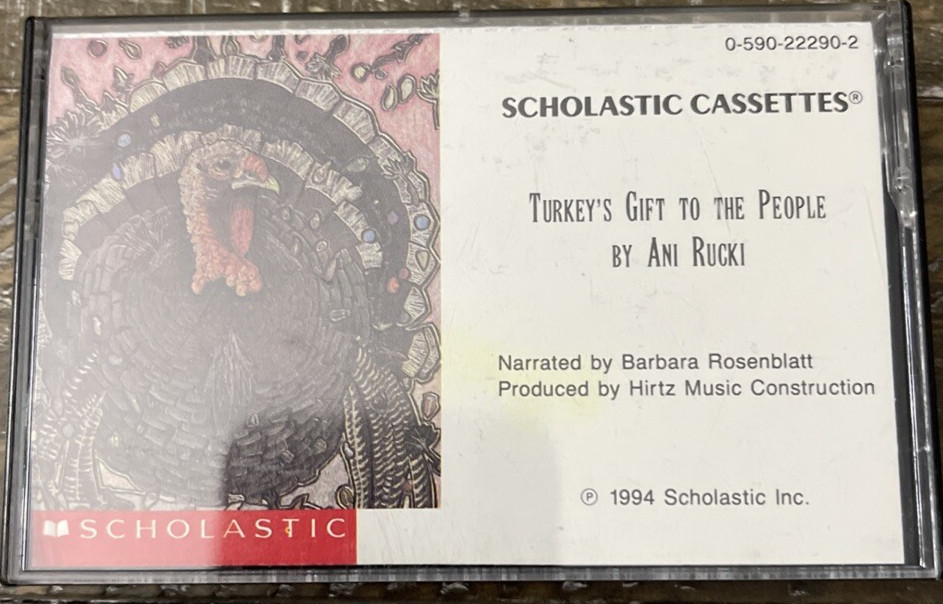 0-590-22290-2
SCHOLASTIC CASSETTES®
TURKEY'S GIFT TO THE PEOPLE
BY ANI RUCKI
Narrated by Barbara Rosenblatt
Produced by Hirtz Music Construction
℗ 1994 Scholastic Inc.
SCHOLASTIC